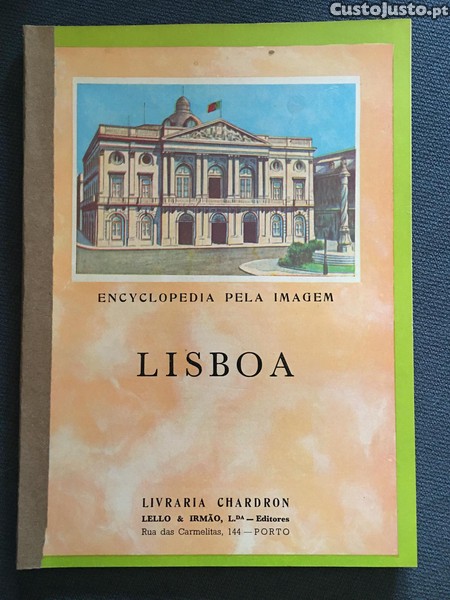 CustoJusto.pt
ENCYCLOPEDIA PELA IMAGEM
LISBOA
LIVRARIA CHARDRON
LELLO & IRMÃO, L.DA — Editores
Rua das Carmelitas, 144 — PORTO